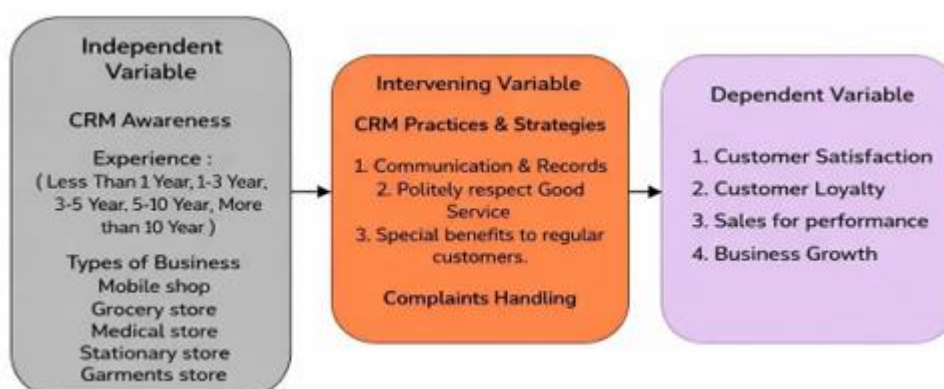 Independent
Variable
CRM Awareness
Experience :
( Less Than 1 Year, 1-3 Year,
3-5 Year, 5-10 Year, More
than 10 Year )
Types of Business
Mobile shop
Grocery store
Medical store
Stationary store
Garments store
Intervening Variable
CRM Practices & Strategies
1. Communication & Records
2. Politely respect Good
Service
3. Special benefits to regular
customers.
Complaints Handling
Dependent Variable
1. Customer Satisfaction
2. Customer Loyalty
3. Sales for performance
4. Business Growth